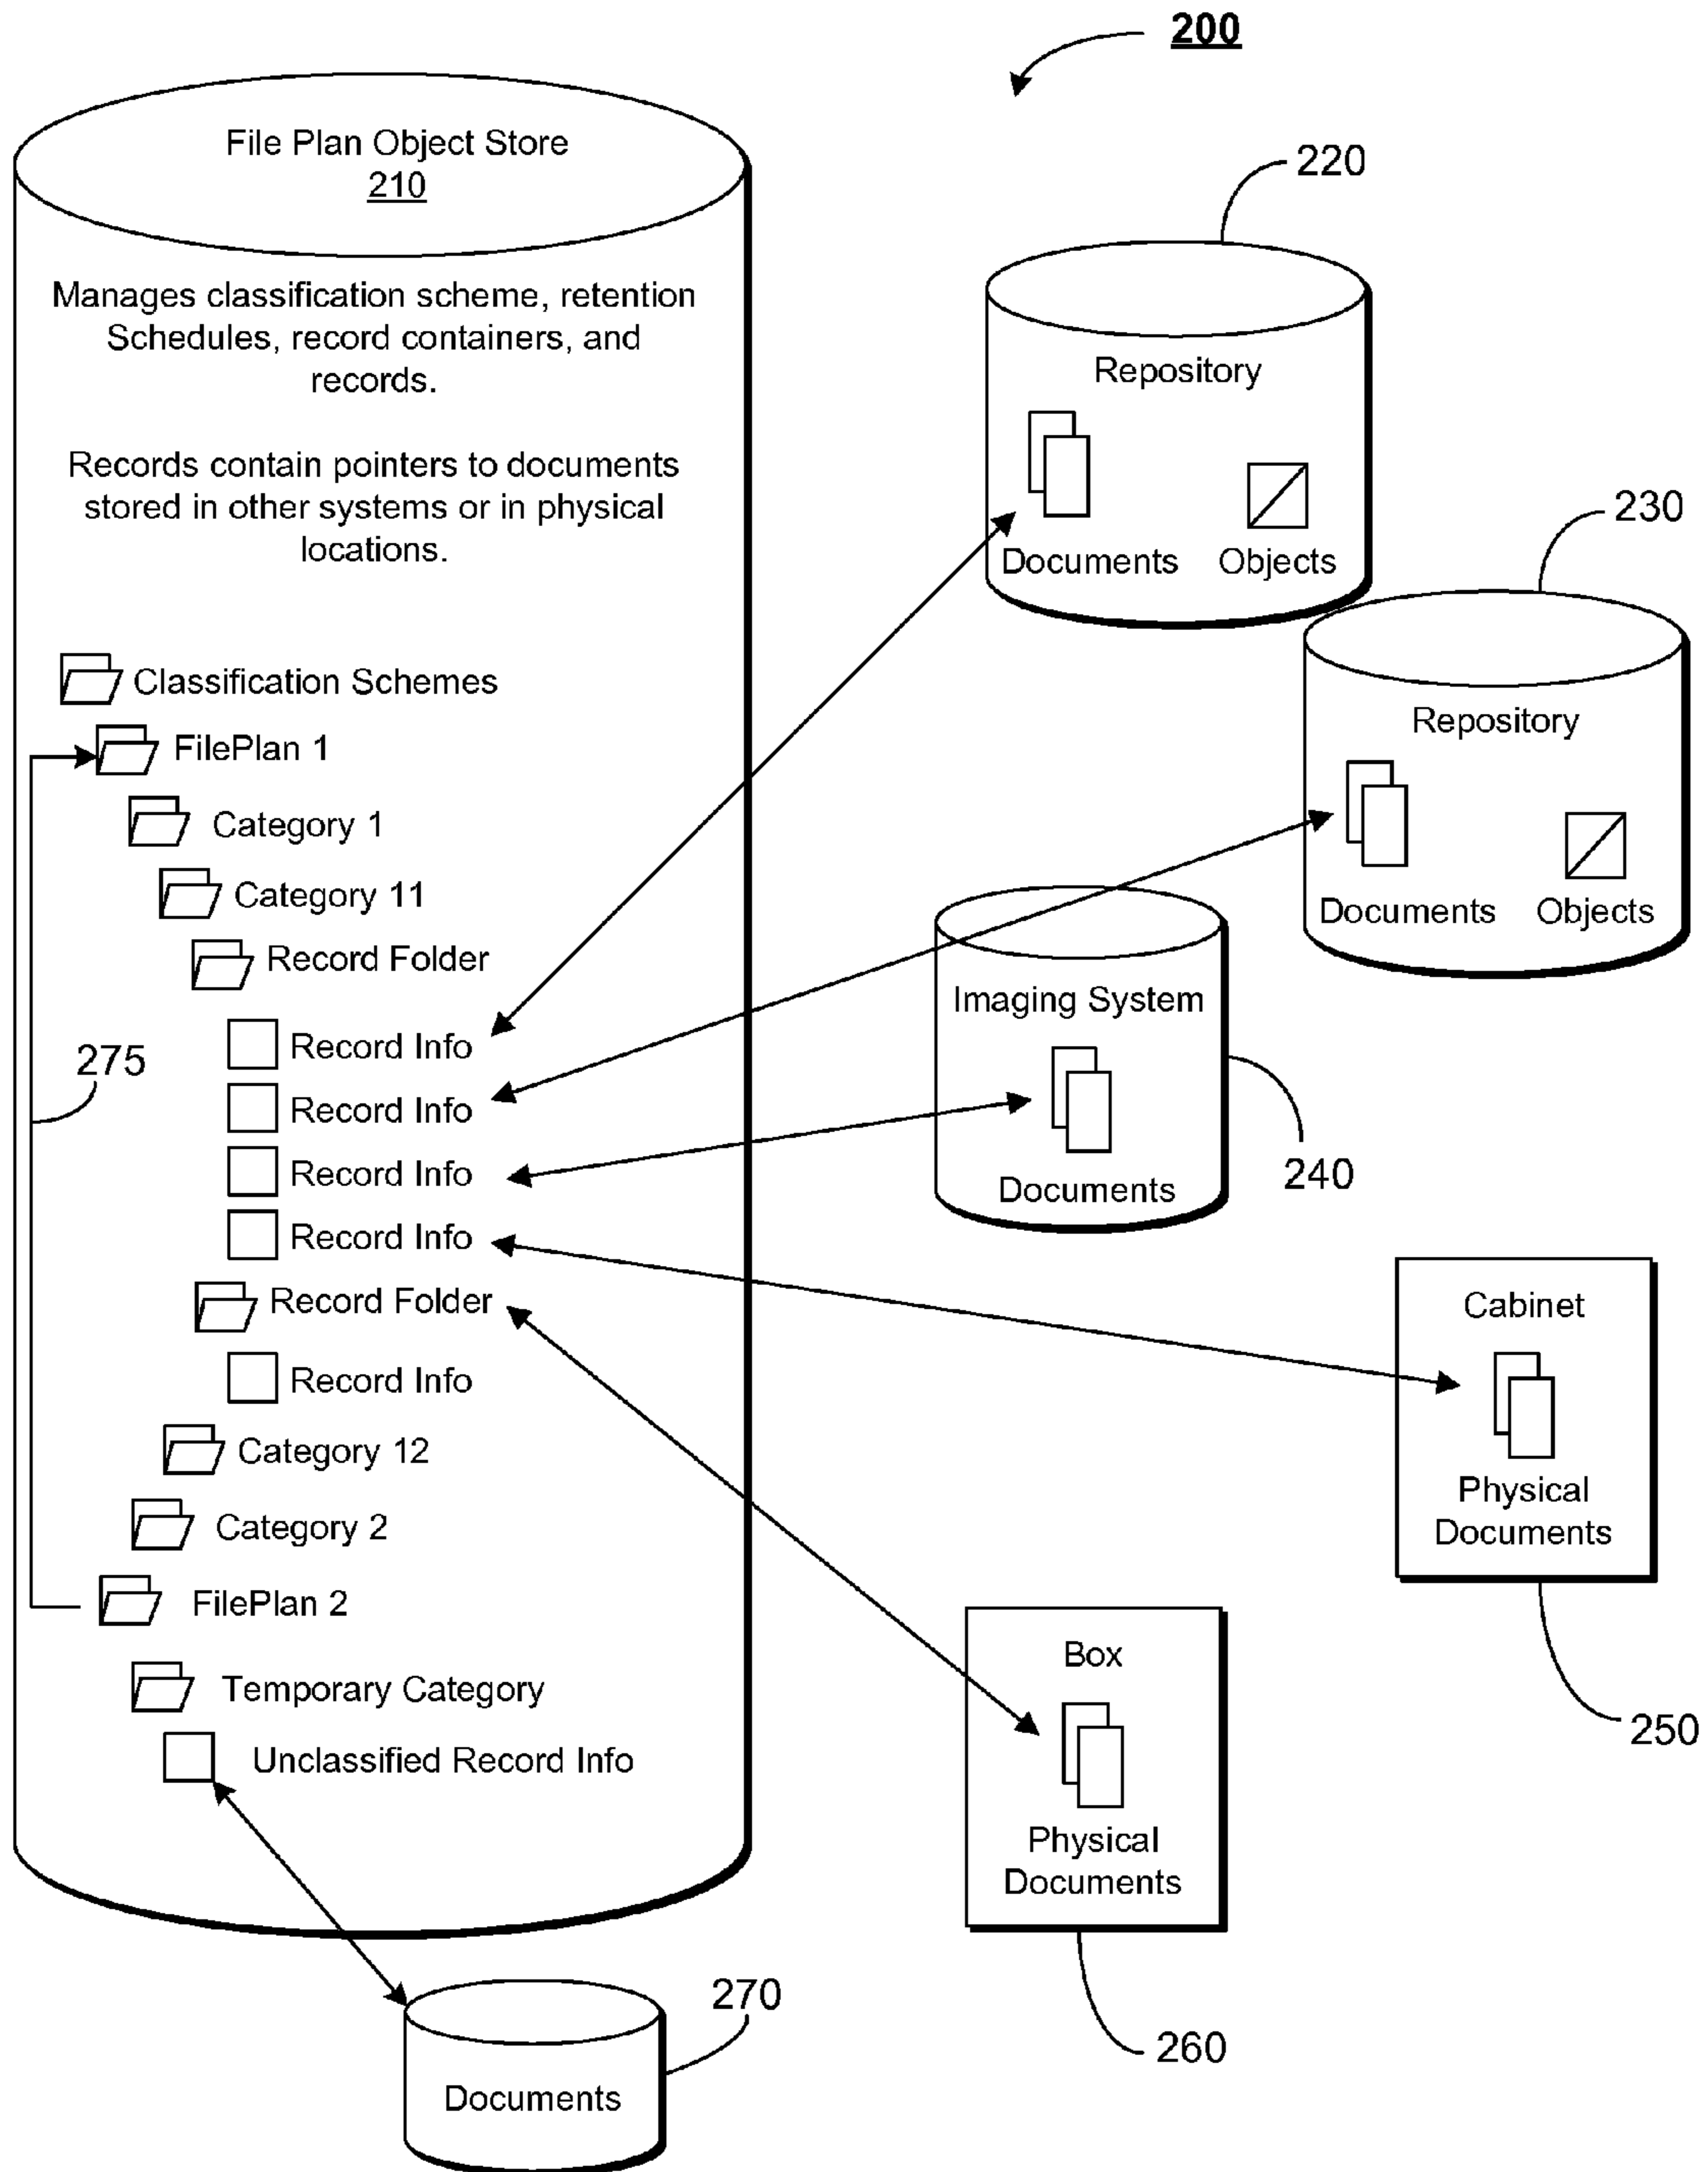 200
File Plan Object Store
210
Manages classification scheme, retention
Schedules, record containers, and
records.
Records contain pointers to documents
stored in other systems or in physical
locations.
Classification Schemes
FilePlan 1
Category 1
Category 11
Record Folder
Record Info
Record Info
Record Info
Record Info
Record Folder
Record Info
Category 12
Category 2
FilePlan 2
Temporary Category
Unclassified Record Info
275
220
Repository
Documents
Objects
230
Repository
Documents
Objects
Imaging System
Documents
240
Cabinet
Physical
Documents
250
Box
Physical
Documents
260
270
Documents